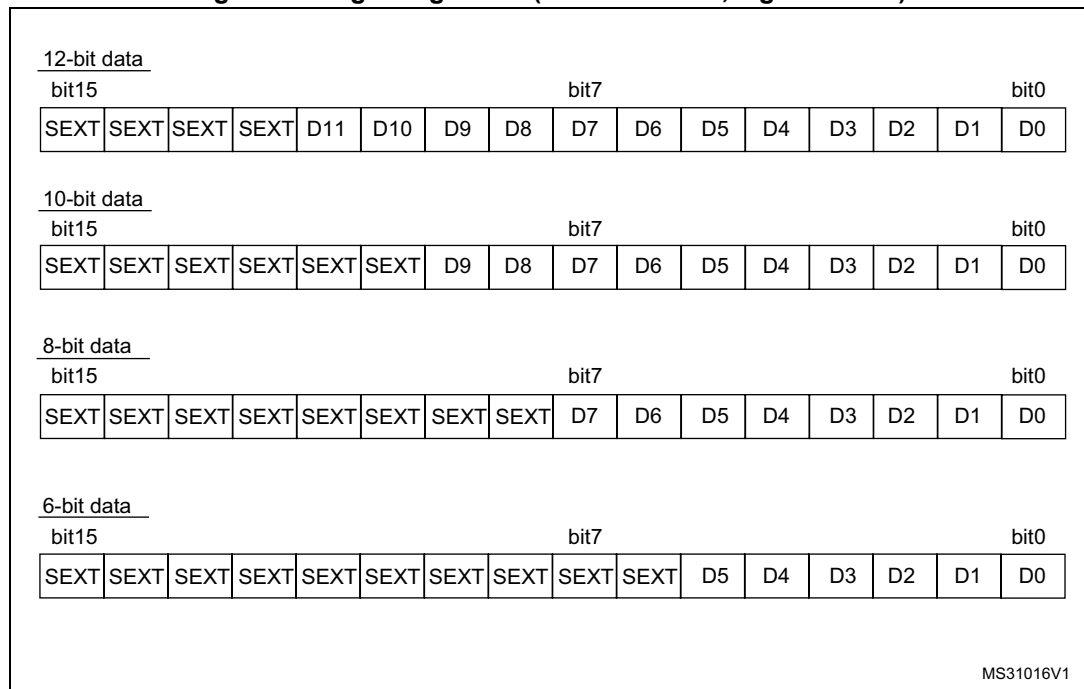 12-bit data
bit15 bit7 bit0
SEXT SEXT SEXT SEXT D11 D10 D9 D8 D7 D6 D5 D4 D3 D2 D1 D0
10-bit data
bit15 bit7 bit0
SEXT SEXT SEXT SEXT SEXT SEXT D9 D8 D7 D6 D5 D4 D3 D2 D1 D0
8-bit data
bit15 bit7 bit0
SEXT SEXT SEXT SEXT SEXT SEXT SEXT SEXT D7 D6 D5 D4 D3 D2 D1 D0
6-bit data
bit15 bit7 bit0
SEXT SEXT SEXT SEXT SEXT SEXT SEXT SEXT SEXT SEXT D5 D4 D3 D2 D1 D0
MS31016V1